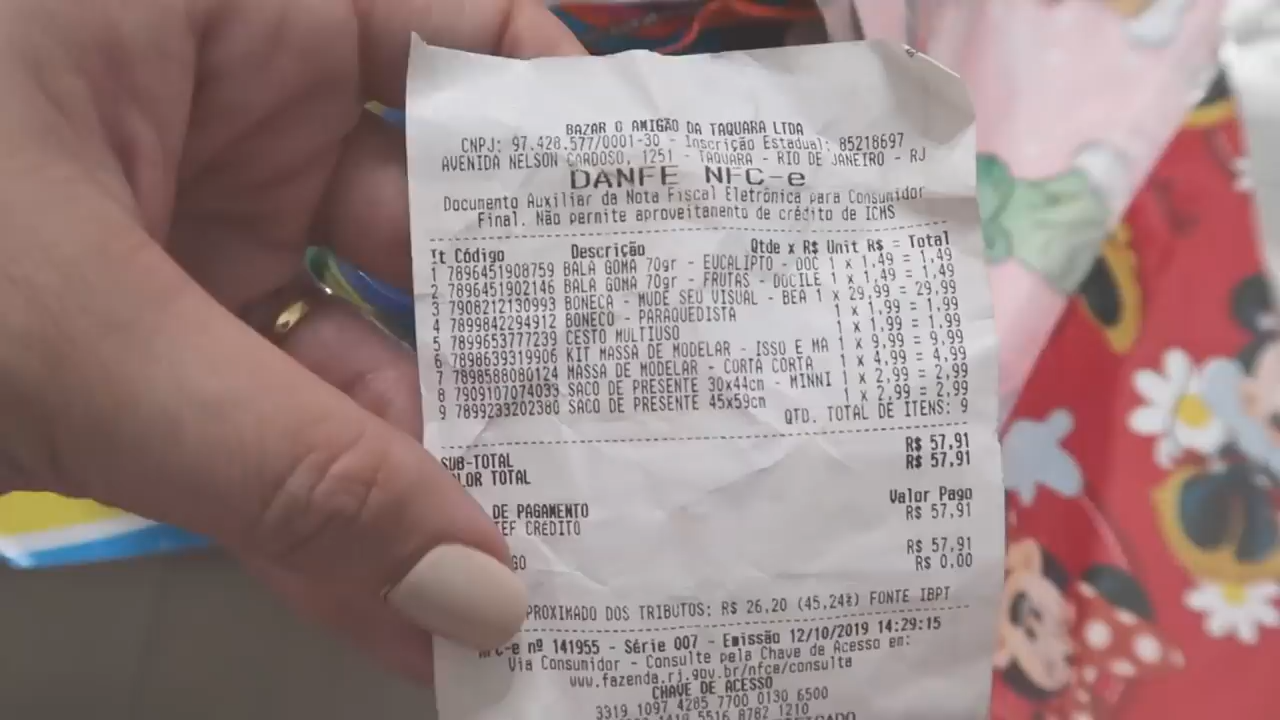 BAZAR O AMIGÃO DA TAQUARA LTDA
CNPJ: 97.428.577/0001-30 - Inscrição Estadual: 85218697
AVENIDA NELSON CARDOSO, 1251 - TAQUARA - RIO DE JANEIRO - RJ
DANFE NFC-e
Documento Auxiliar da Nota Fiscal Eletrônica para Consumidor
Final. Não permite aproveitamento de crédito de ICMS
It Código Descrição Qtde x R$ Unit R$ = Total
1 7896451908759 BALA GOMA 70gr - EUCALIPTO - DOC 1 x 1,49 = 1,49
2 7896451902146 BALA GOMA 70gr - FRUTAS - DOCILE 1 x 1,49 = 1,49
3 7908212130993 BONECA - MUDE SEU VISUAL - BEA 1 x 29,99 = 29,99
4 7899842294912 BONECO - PARAQUEDISTA 1 x 1,99 = 1,99
5 7899653777239 CESTO MULTIUSO 1 x 1,99 = 1,99
6 7898639319906 KIT MASSA DE MODELAR - ISSO E MA 1 x 9,99 = 9,99
7 7898588080124 MASSA DE MODELAR - CORTA CORTA 1 x 4,99 = 4,99
8 7909107074033 SACO DE PRESENTE 30x44cm - MINNI 1 x 2,99 = 2,99
9 7899233202380 SACO DE PRESENTE 45x59cm 1 x 2,99 = 2,99
QTD. TOTAL DE ITENS: 9
SUB-TOTAL R$ 57,91
LOR TOTAL R$ 57,91
DE PAGAMENTO Valor Pago
TEF CRÉDITO R$ 57,91
GO R$ 57,91
R$ 0,00
PROXIMADO DOS TRIBUTOS: R$ 26,20 (45,24%) FONTE IBPT
NFC-e nº 141955 - Série 007 - Emissão 12/10/2019 14:29:15
Via Consumidor - Consulte pela Chave de Acesso em:
www.fazenda.rj.gov.br/nfce/consulta
CHAVE DE ACESSO
3319 1097 4285 7700 0130 6500
1419 5516 8782 1210